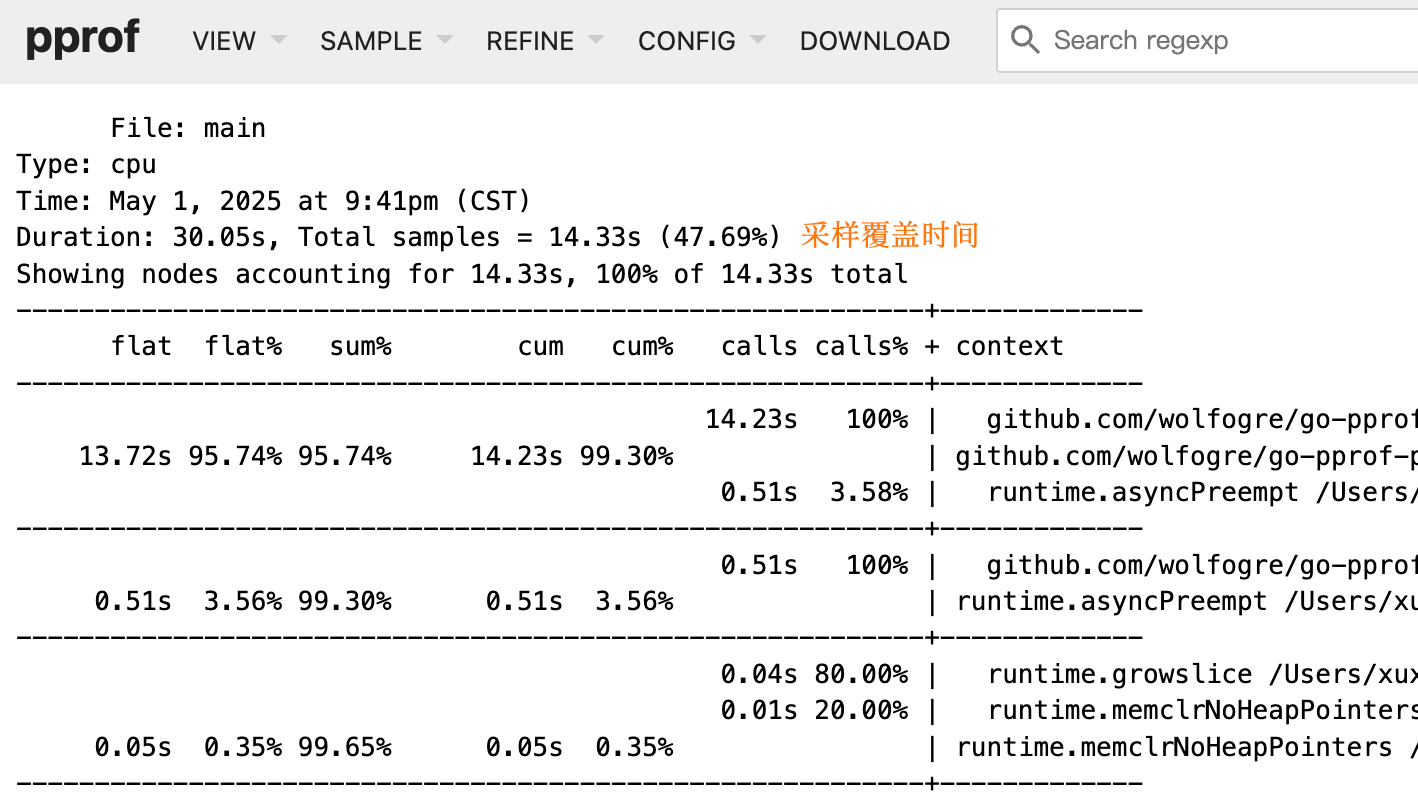 pprof VIEW SAMPLE REFINE CONFIG DOWNLOAD Search regexp
File: main
Type: cpu
Time: May 1, 2025 at 9:41pm (CST)
Duration: 30.05s, Total samples = 14.33s (47.69%) 采样覆盖时间
Showing nodes accounting for 14.33s, 100% of 14.33s total
----------------------------------------------------------+-------------
flat flat% sum% cum cum% calls calls% + context
----------------------------------------------------------+-------------
14.23s 100% | github.com/wolfogre/go-pprof
13.72s 95.74% 95.74% 14.23s 99.30% | github.com/wolfogre/go-pprof-p
0.51s 3.58% | runtime.asyncPreempt /Users/
----------------------------------------------------------+-------------
0.51s 100% | github.com/wolfogre/go-pprof
0.51s 3.56% 99.30% 0.51s 3.56% | runtime.asyncPreempt /Users/xu
----------------------------------------------------------+-------------
0.04s 80.00% | runtime.growslice /Users/xux
0.01s 20.00% | runtime.memclrNoHeapPointers
0.05s 0.35% 99.65% 0.05s 0.35% | runtime.memclrNoHeapPointers /
----------------------------------------------------------+-------------